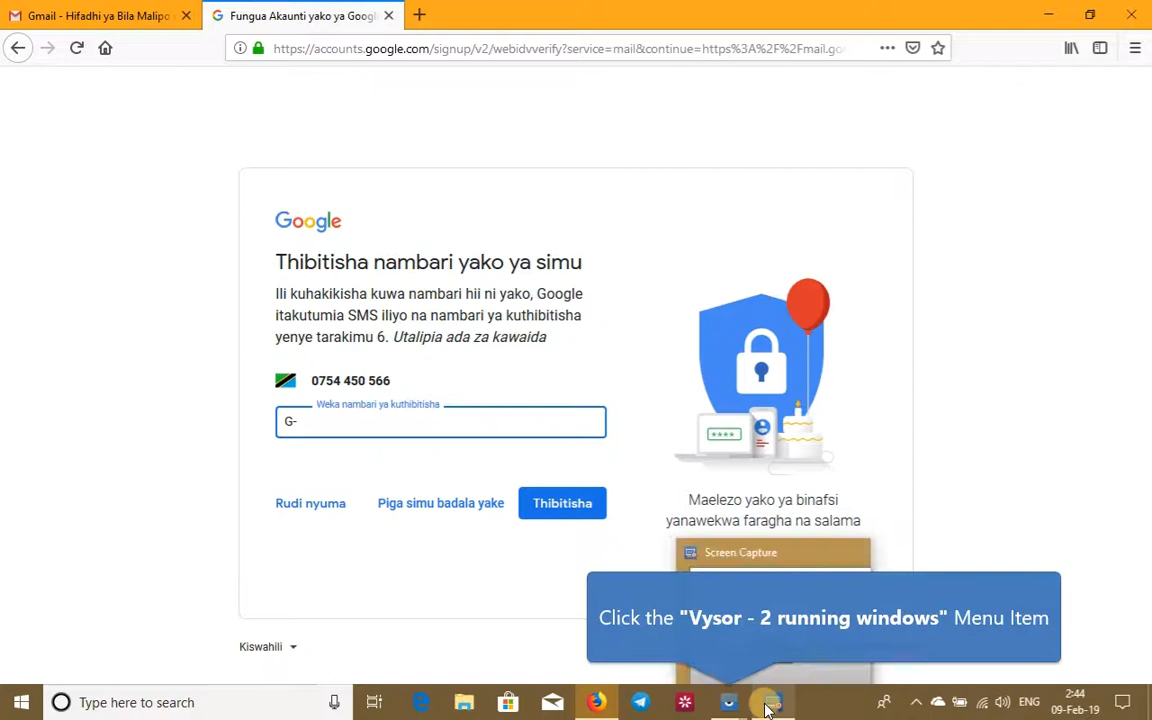 Gmail - Hifadhi ya Bila Malipo
Fungua Akaunti yako ya Googl
https://accounts.google.com/signup/v2/webidvverify?service=mail&continue=https%3A%2F%2Fmail.go
Google
Thibitisha nambari yako ya simu
Ili kuhakikisha kuwa nambari hii ni yako, Google
itakutumia SMS iliyo na nambari ya kuthibitisha
yenye tarakimu 6. Utalipia ada za kawaida
0754 450 566
Weka nambari ya kuthibitisha
G-
Rudi nyuma
Piga simu badala yake
Thibitisha
Maelezo yako ya binafsi
yanawekwa faragha na salama
Screen Capture
Click the "Vysor - 2 running windows" Menu Item
Kiswahili
Type here to search
ENG
2:44
09-Feb-19